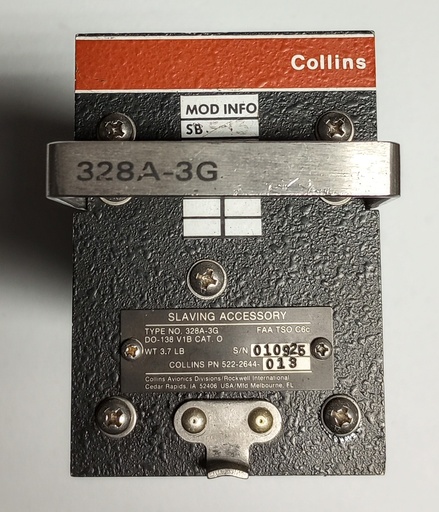 Collins
MOD INFO
SB
328A-3G
SLAVING ACCESSORY
TYPE NO. 328A-3G FAA TSO C6c
DO-138 V1B CAT. O
WT 3.7 LB S/N 010925
COLLINS PN 522-2644-013
Collins Avionics Divisions/Rockwell International
Cedar Rapids, IA 52406 USA/Mfd Melbourne, FL